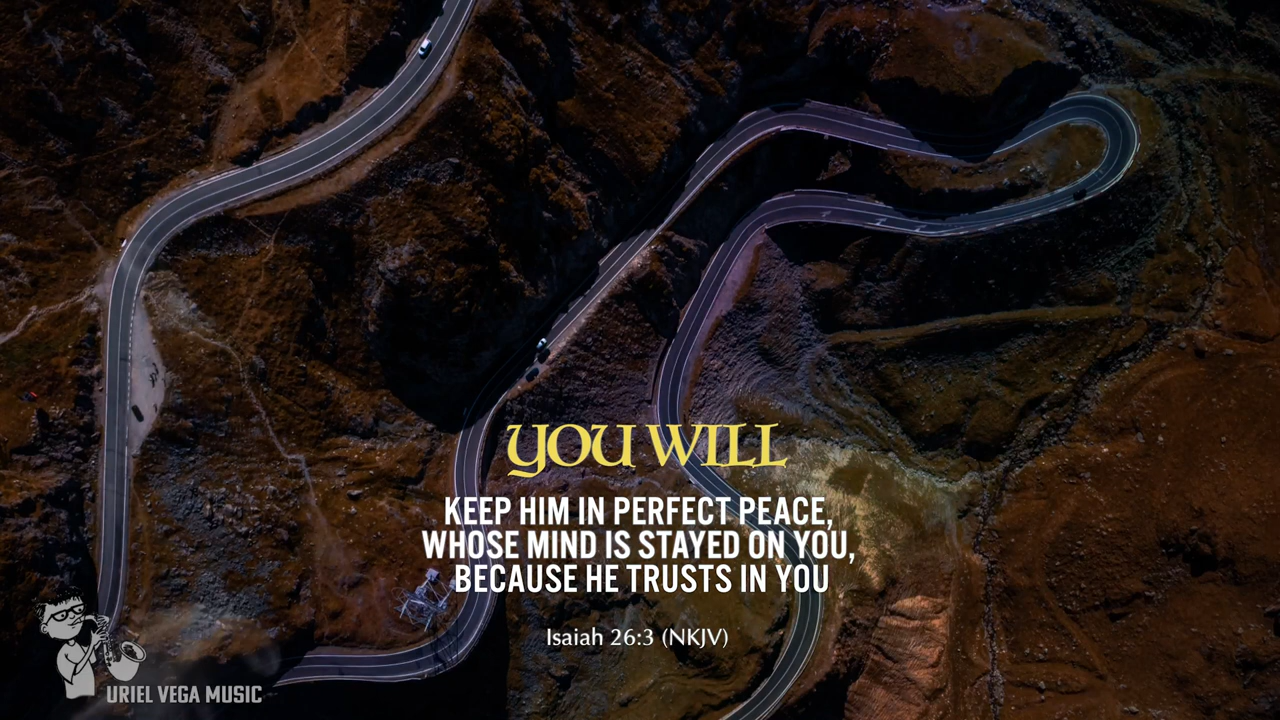 YOU WILL
KEEP HIM IN PERFECT PEACE,
WHOSE MIND IS STAYED ON YOU,
BECAUSE HE TRUSTS IN YOU
Isaiah 26:3 (NKJV)
URIEL VEGA MUSIC